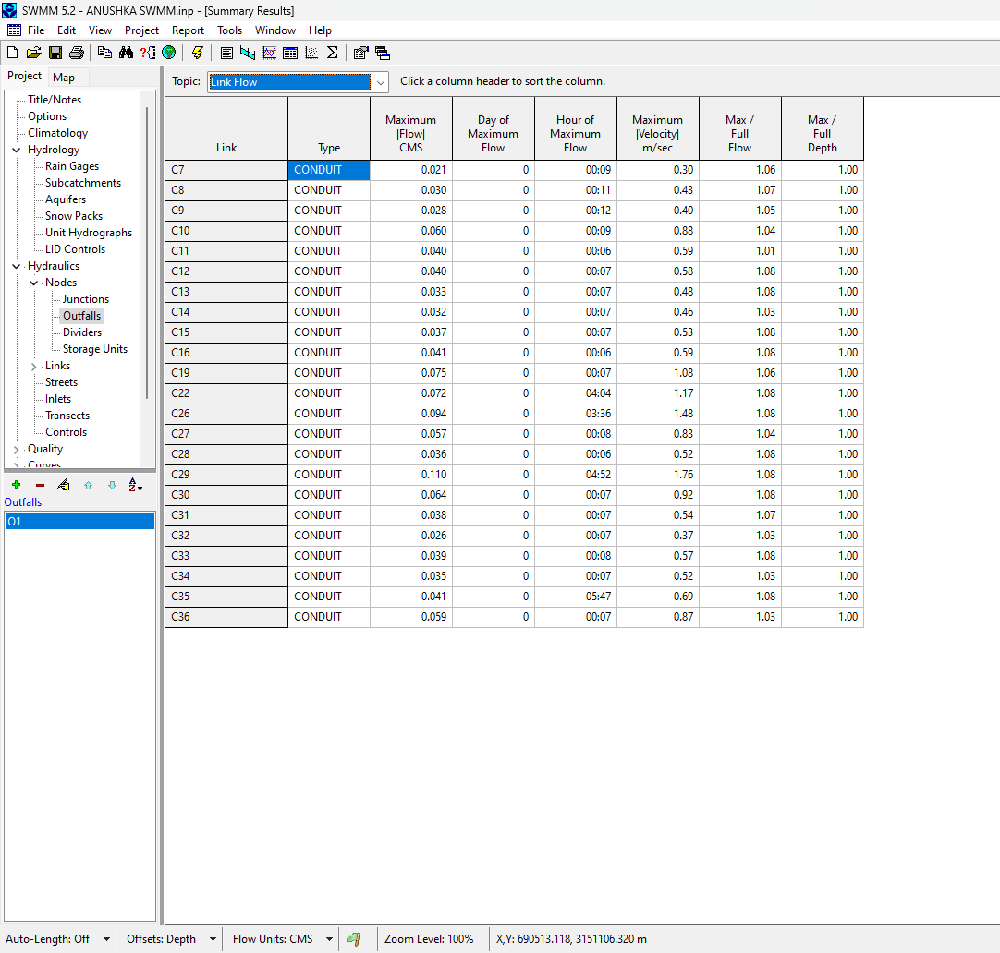 SWMM 5.2 - ANUSHKA SWMM.inp - [Summary Results]
File Edit View Project Report Tools Window Help
Project Map
Title/Notes
Options
Climatology
Hydrology
Rain Gages
Subcatchments
Aquifers
Snow Packs
Unit Hydrographs
LID Controls
Hydraulics
Nodes
Junctions
Outfalls
Dividers
Storage Units
Links
Streets
Inlets
Transects
Controls
Quality
Curves
Outfalls
O1
Topic: Link Flow Click a column header to sort the column.
Link Type Maximum |Flow| CMS Day of Maximum Flow Hour of Maximum Flow Maximum |Velocity| m/sec Max / Full Flow Max / Full Depth
C7 CONDUIT 0.021 0 00:09 0.30 1.06 1.00
C8 CONDUIT 0.030 0 00:11 0.43 1.07 1.00
C9 CONDUIT 0.028 0 00:12 0.40 1.05 1.00
C10 CONDUIT 0.060 0 00:09 0.88 1.04 1.00
C11 CONDUIT 0.040 0 00:06 0.59 1.01 1.00
C12 CONDUIT 0.040 0 00:07 0.58 1.08 1.00
C13 CONDUIT 0.033 0 00:07 0.48 1.08 1.00
C14 CONDUIT 0.032 0 00:07 0.46 1.03 1.00
C15 CONDUIT 0.037 0 00:07 0.53 1.08 1.00
C16 CONDUIT 0.041 0 00:06 0.59 1.08 1.00
C19 CONDUIT 0.075 0 00:07 1.08 1.06 1.00
C22 CONDUIT 0.072 0 04:04 1.17 1.08 1.00
C26 CONDUIT 0.094 0 03:36 1.48 1.08 1.00
C27 CONDUIT 0.057 0 00:08 0.83 1.04 1.00
C28 CONDUIT 0.036 0 00:06 0.52 1.08 1.00
C29 CONDUIT 0.110 0 04:52 1.76 1.08 1.00
C30 CONDUIT 0.064 0 00:07 0.92 1.08 1.00
C31 CONDUIT 0.038 0 00:07 0.54 1.07 1.00
C32 CONDUIT 0.026 0 00:07 0.37 1.03 1.00
C33 CONDUIT 0.039 0 00:08 0.57 1.08 1.00
C34 CONDUIT 0.035 0 00:07 0.52 1.03 1.00
C35 CONDUIT 0.041 0 05:47 0.69 1.08 1.00
C36 CONDUIT 0.059 0 00:07 0.87 1.03 1.00
Auto-Length: Off Offsets: Depth Flow Units: CMS Zoom Level: 100% X,Y: 690513.118, 3151106.320 m